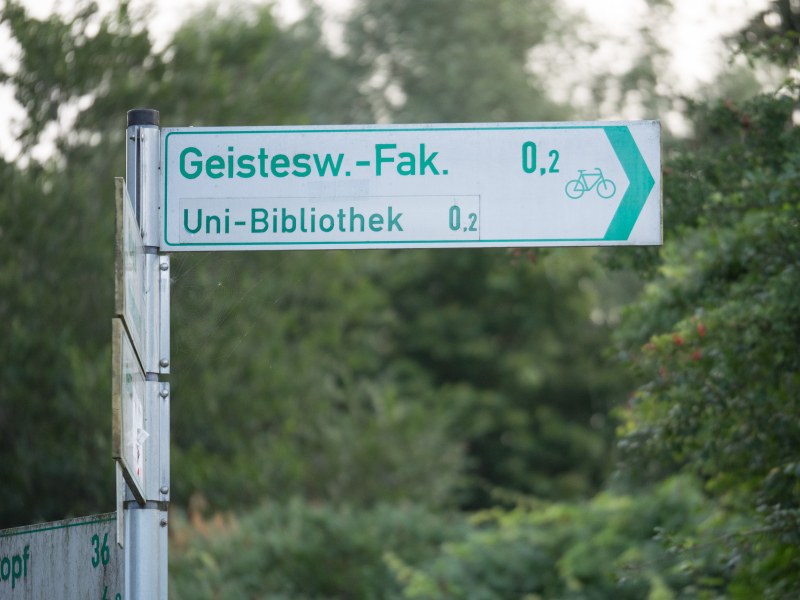 Geistesw.-Fak. 0,2
Uni-Bibliothek 0,2
opf 36